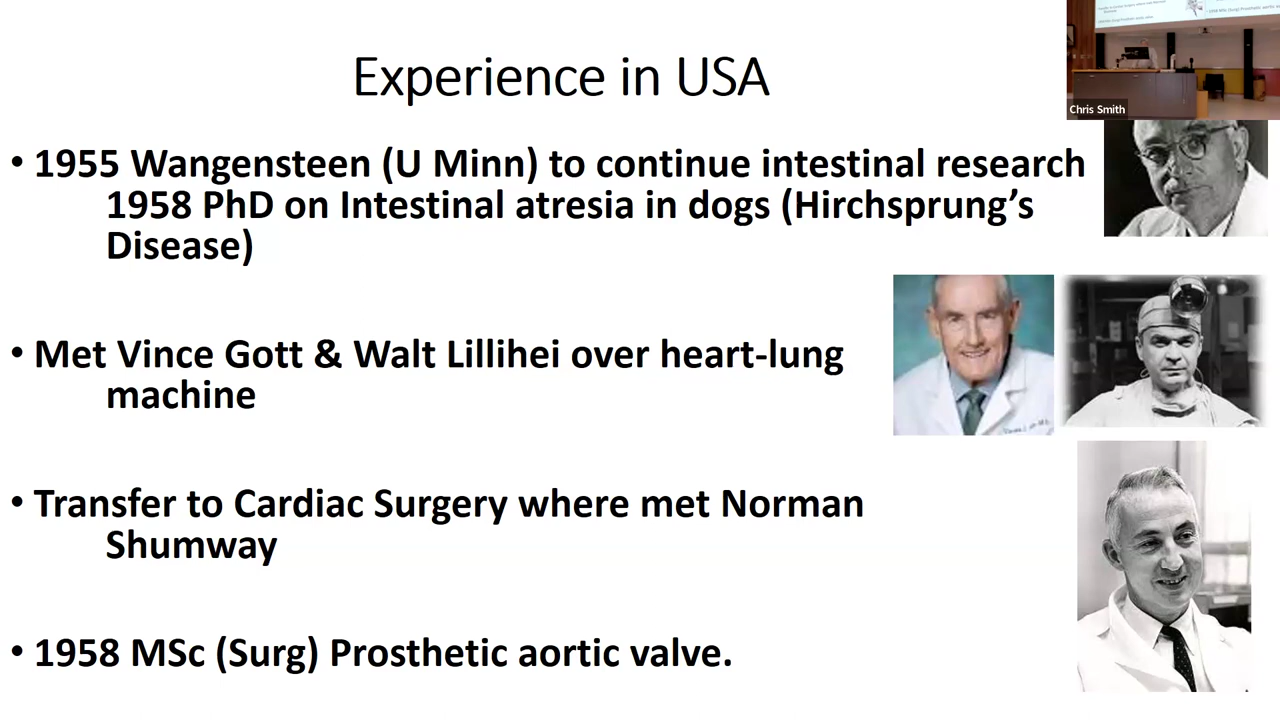 Experience in USA
Chris Smith
• 1955 Wangensteen (U Minn) to continue intestinal research
1958 PhD on Intestinal atresia in dogs (Hirchsprung’s
Disease)
• Met Vince Gott & Walt Lillihei over heart-lung
machine
• Transfer to Cardiac Surgery where met Norman
Shumway
• 1958 MSc (Surg) Prosthetic aortic valve.